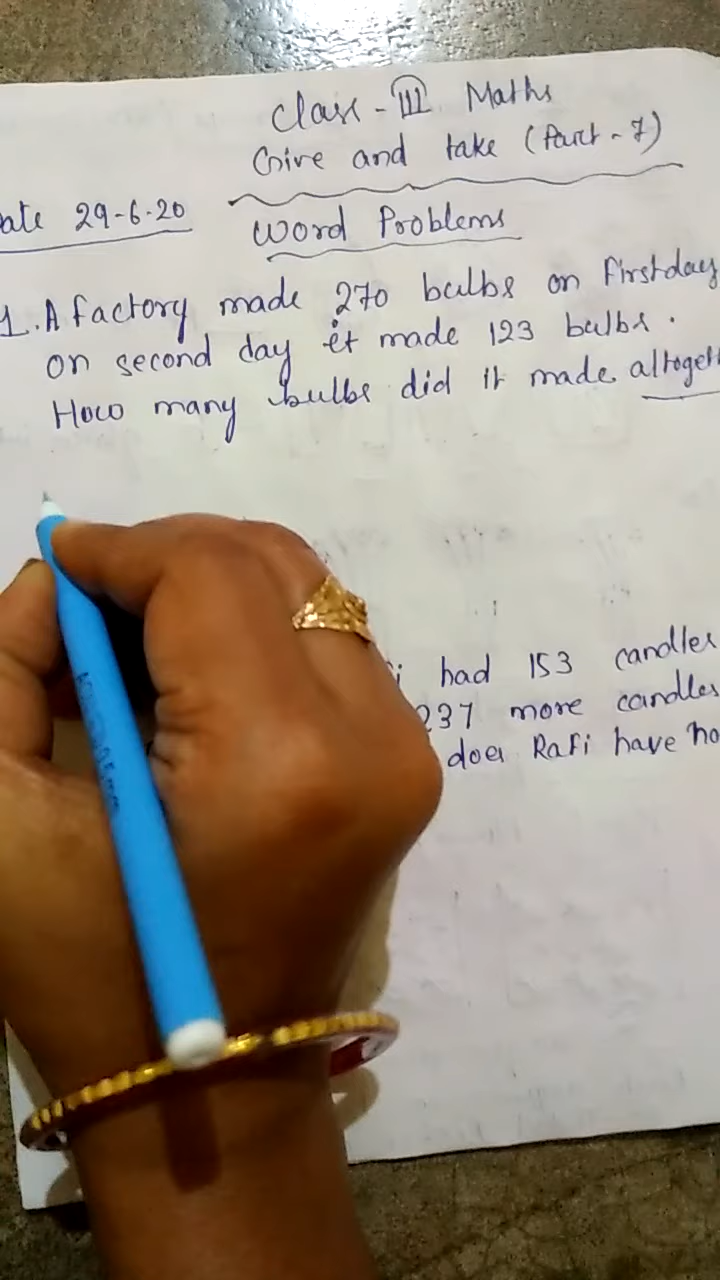 Class - III Maths
Give and take (Part - 7)
Date 29-6-20
Word Problems
1. A factory made 270 bulbs on First day
on second day it made 123 bulbs.
How many bulbs did it made altoget
had 153 candles
237 more candles
does Rafi have no